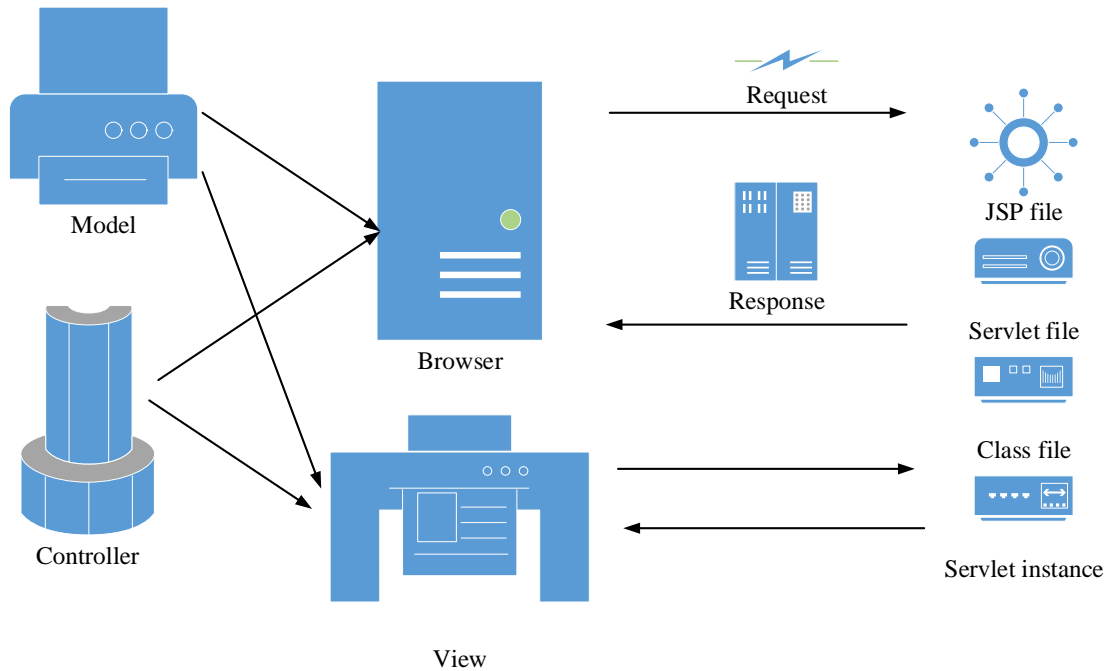 Request
Model
JSP file
Response
Servlet file
Browser
Class file
Controller
Servlet instance
View